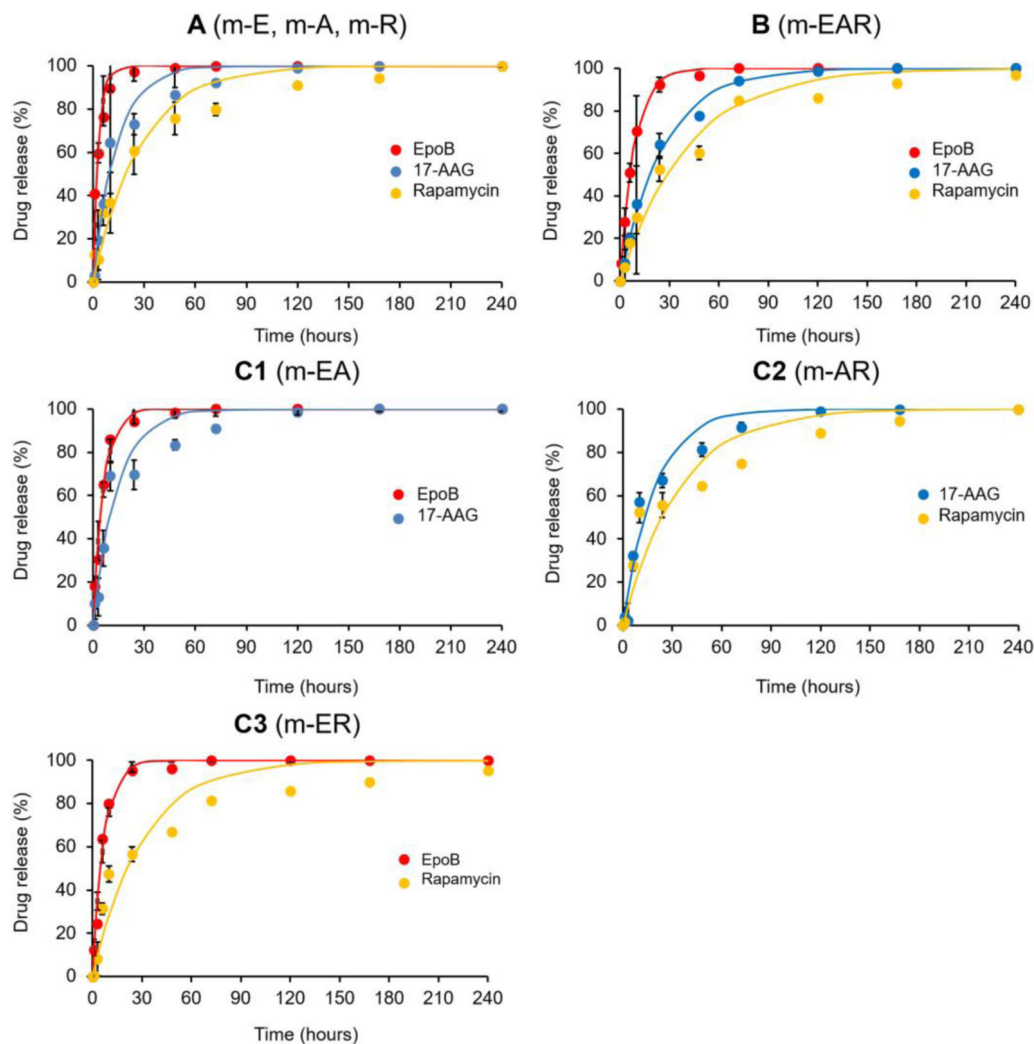 A (m-E, m-A, m-R)
Drug release (%)
100
80
60
40
20
0
EpoB
17-AAG
Rapamycin
0 30 60 90 120 150 180 210 240
Time (hours)
B (m-EAR)
Drug release (%)
100
80
60
40
20
0
EpoB
17-AAG
Rapamycin
0 30 60 90 120 150 180 210 240
Time (hours)
C1 (m-EA)
Drug release (%)
100
80
60
40
20
0
EpoB
17-AAG
0 30 60 90 120 150 180 210 240
Time (hours)
C2 (m-AR)
Drug release (%)
100
80
60
40
20
0
17-AAG
Rapamycin
0 30 60 90 120 150 180 210 240
Time (hours)
C3 (m-ER)
Drug release (%)
100
80
60
40
20
0
EpoB
Rapamycin
0 30 60 90 120 150 180 210 240
Time (hours)